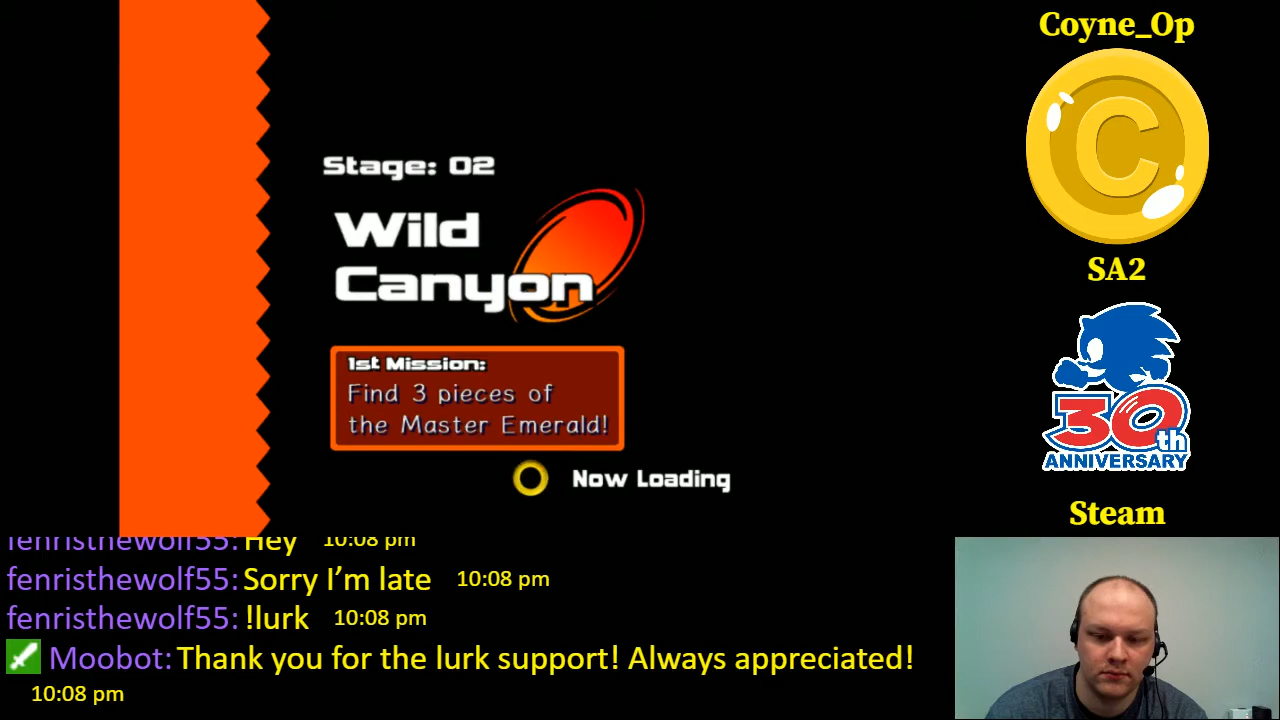 Coyne_Op
C
SA2
30th
ANNIVERSARY
Steam
Stage: 02
Wild
Canyon
1st Mission:
Find 3 pieces of
the Master Emerald!
Now Loading
fenristhewolf55: Hey 10:08 pm
fenristhewolf55: Sorry I'm late 10:08 pm
fenristhewolf55: !lurk 10:08 pm
Moobot: Thank you for the lurk support! Always appreciated!
10:08 pm